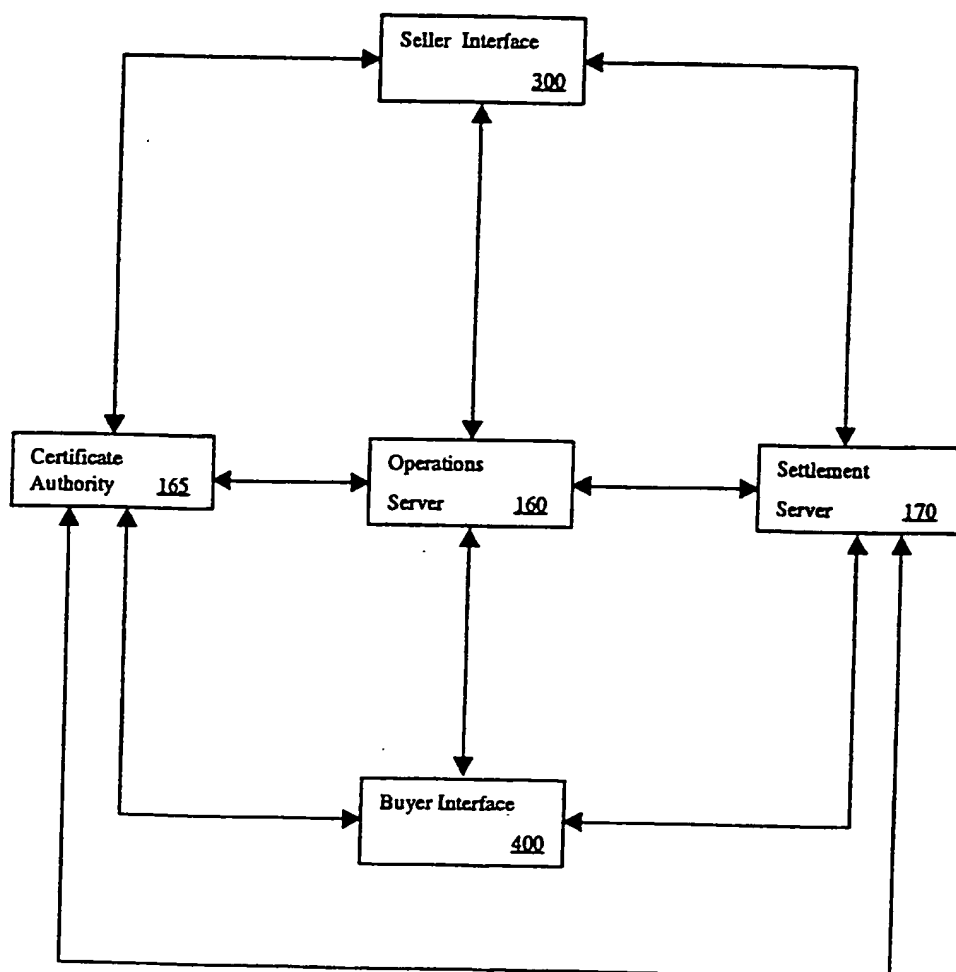 Seller Interface
300
Certificate
Authority 165
Operations
Server 160
Settlement
Server 170
Buyer Interface
400